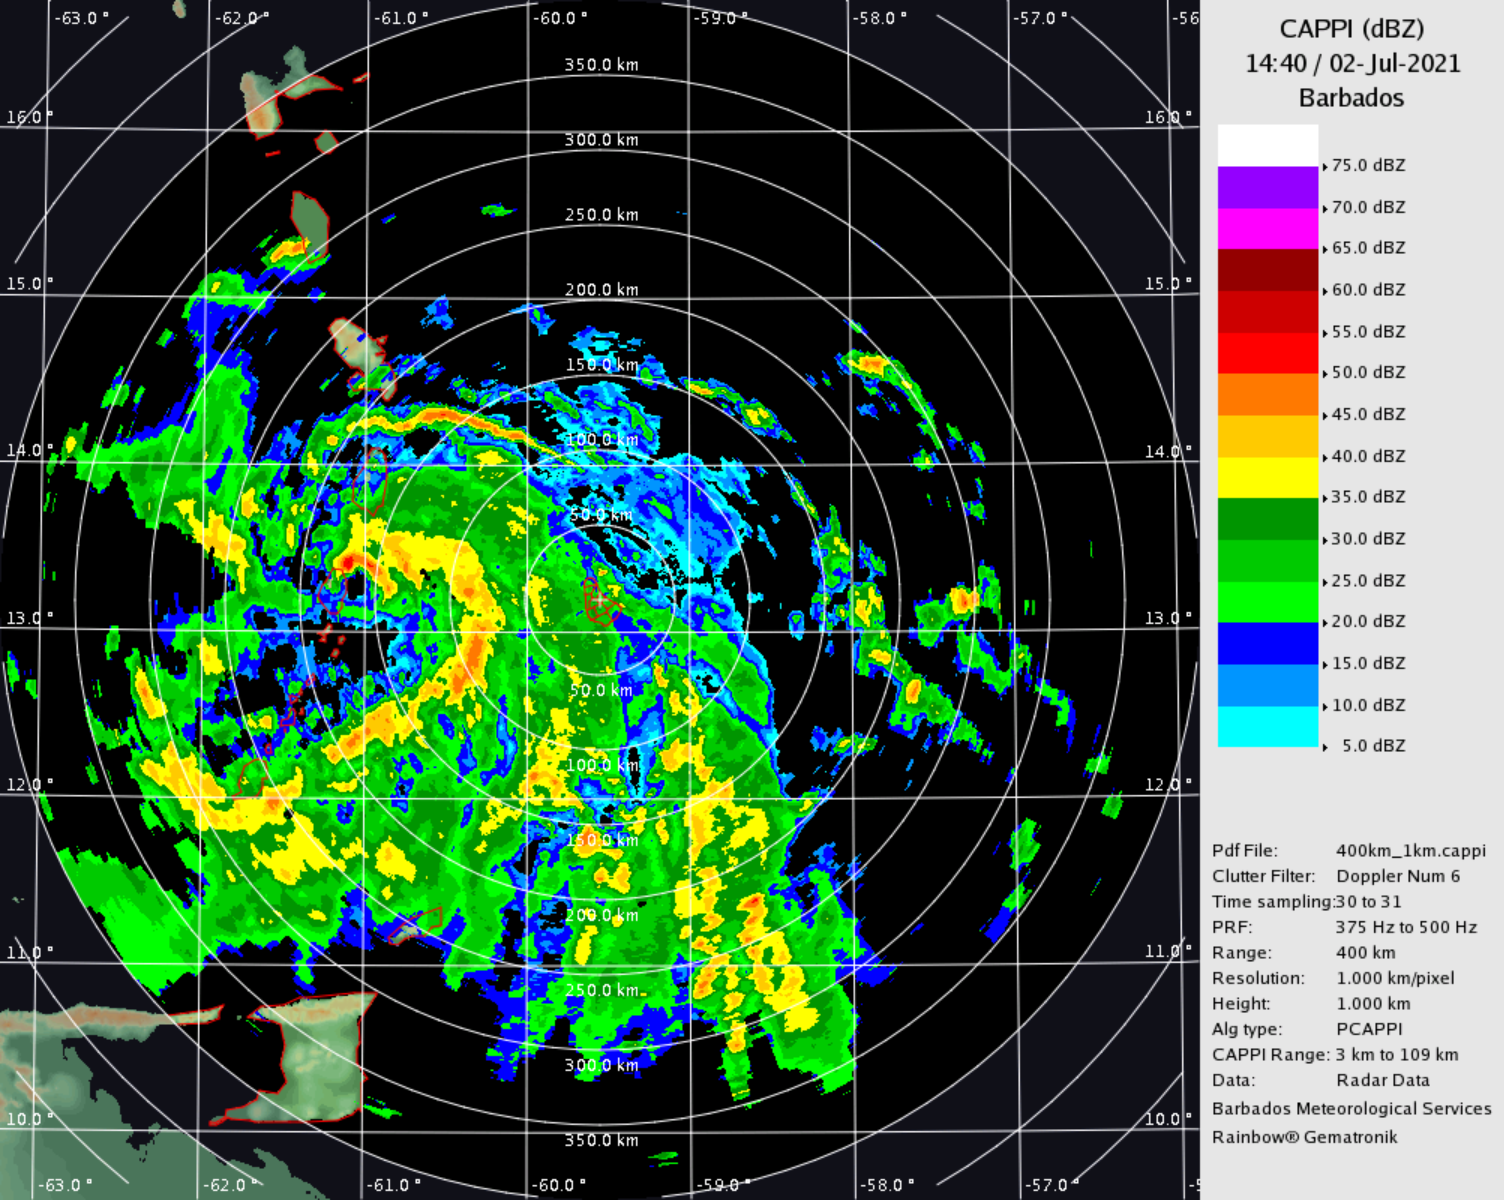 -63.0° -62.0° -61.0° -60.0° -59.0° -58.0° -57.0° -56
350.0 km
16.0° 16.0°
300.0 km
250.0 km
15.0° 15.0°
200.0 km
150.0 km
14.0° 14.0°
100.0 km
50.0 km
13.0° 13.0°
50.0 km
100.0 km
12.0° 12.0°
150.0 km
200.0 km
11.0° 11.0°
250.0 km
300.0 km
10.0° 10.0°
350.0 km
-63.0° -62.0° -61.0° -60.0° -59.0° -58.0° -57.0° -5
CAPPI (dBZ)
14:40 / 02-Jul-2021
Barbados
75.0 dBZ
70.0 dBZ
65.0 dBZ
60.0 dBZ
55.0 dBZ
50.0 dBZ
45.0 dBZ
40.0 dBZ
35.0 dBZ
30.0 dBZ
25.0 dBZ
20.0 dBZ
15.0 dBZ
10.0 dBZ
5.0 dBZ
Pdf File: 400km_1km.cappi
Clutter Filter: Doppler Num 6
Time sampling:30 to 31
PRF: 375 Hz to 500 Hz
Range: 400 km
Resolution: 1.000 km/pixel
Height: 1.000 km
Alg type: PCAPPI
CAPPI Range: 3 km to 109 km
Data: Radar Data
Barbados Meteorological Services
Rainbow® Gematronik